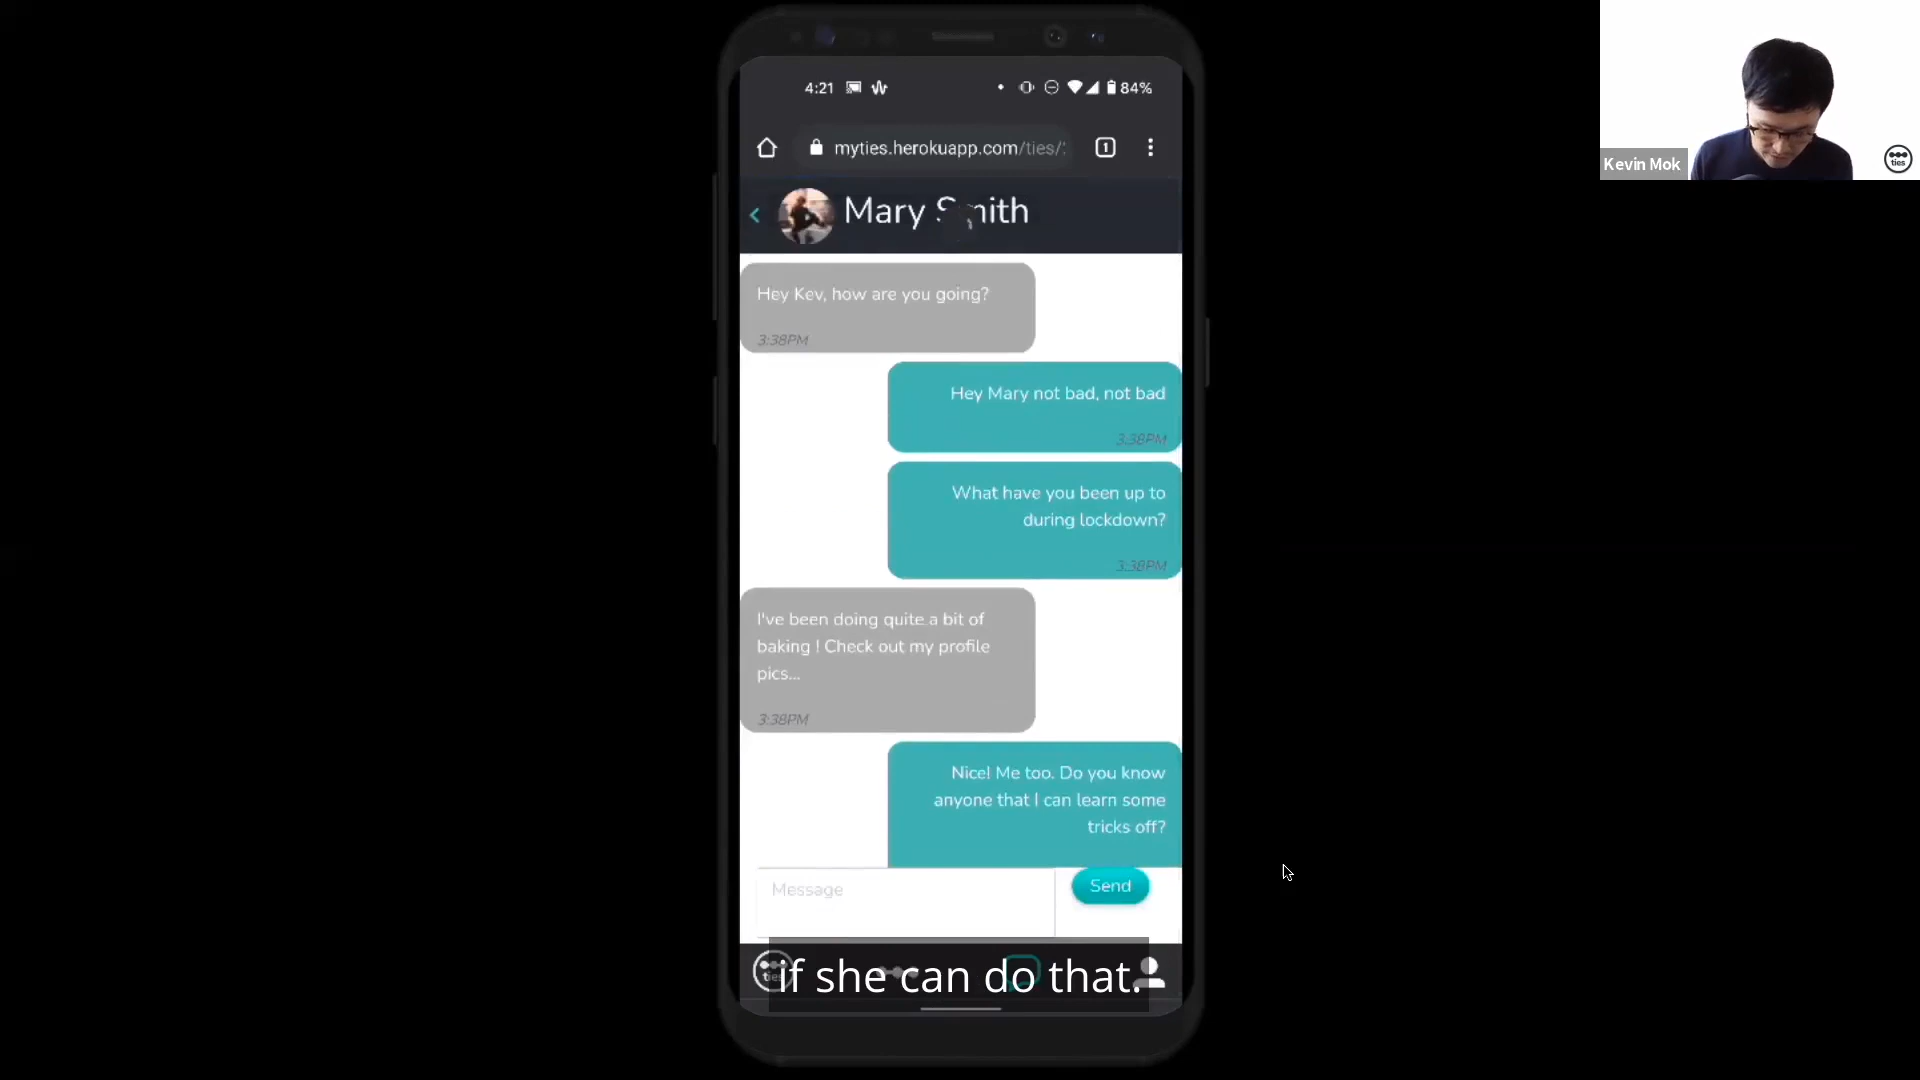 4:21
84%
Kevin Mok
ties
myties.herokuapp.com/ties/
1
Mary Smith
Hey Kev, how are you going?
3:38PM
Hey Mary not bad, not bad
3:38PM
What have you been up to
during lockdown?
3:38PM
I've been doing quite a bit of
baking ! Check out my profile
pics...
3:38PM
Nice! Me too. Do you know
anyone that I can learn some
tricks off?
Message
Send
if she can do that.